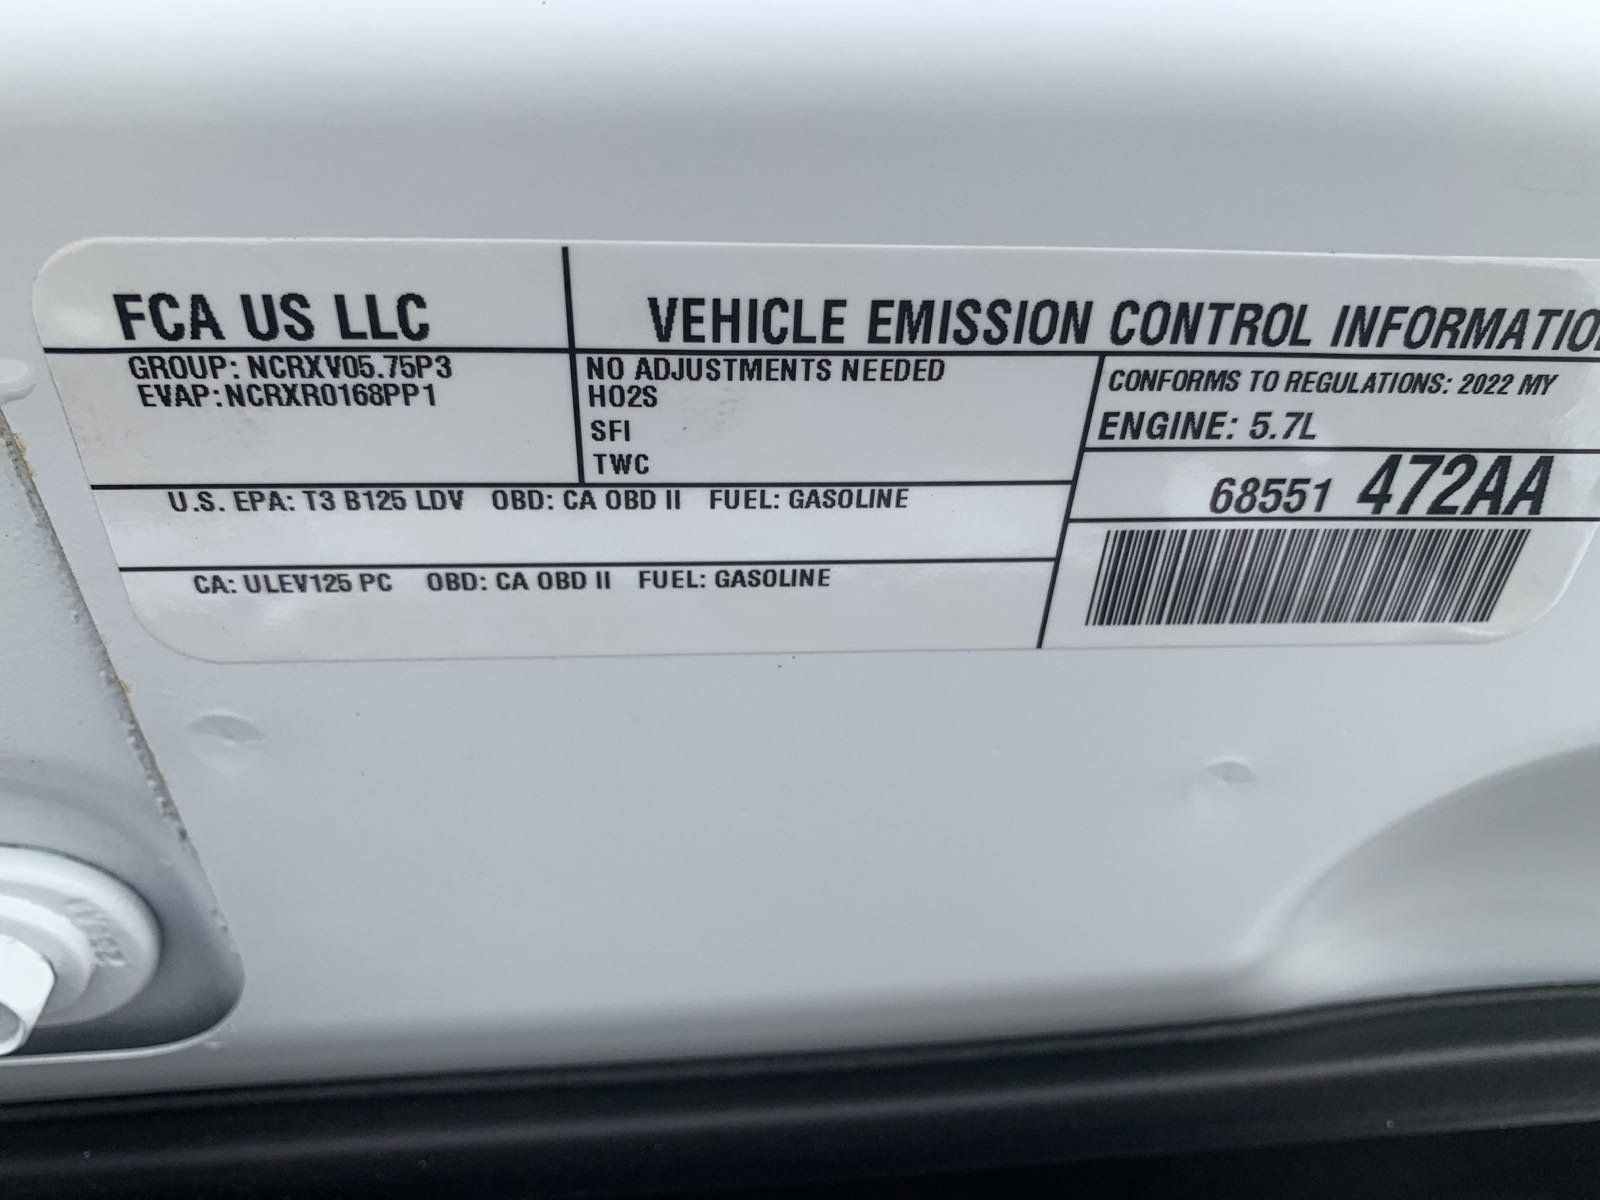 FCA US LLC
VEHICLE EMISSION CONTROL INFORMATIO
GROUP: NCRXV05.75P3
EVAP: NCRXR0168PP1
NO ADJUSTMENTS NEEDED
HO2S
SFI
TWC
CONFORMS TO REGULATIONS: 2022 MY
ENGINE: 5.7L
68551 472AA
U.S. EPA: T3 B125 LDV OBD: CA OBD II FUEL: GASOLINE
CA: ULEV125 PC OBD: CA OBD II FUEL: GASOLINE